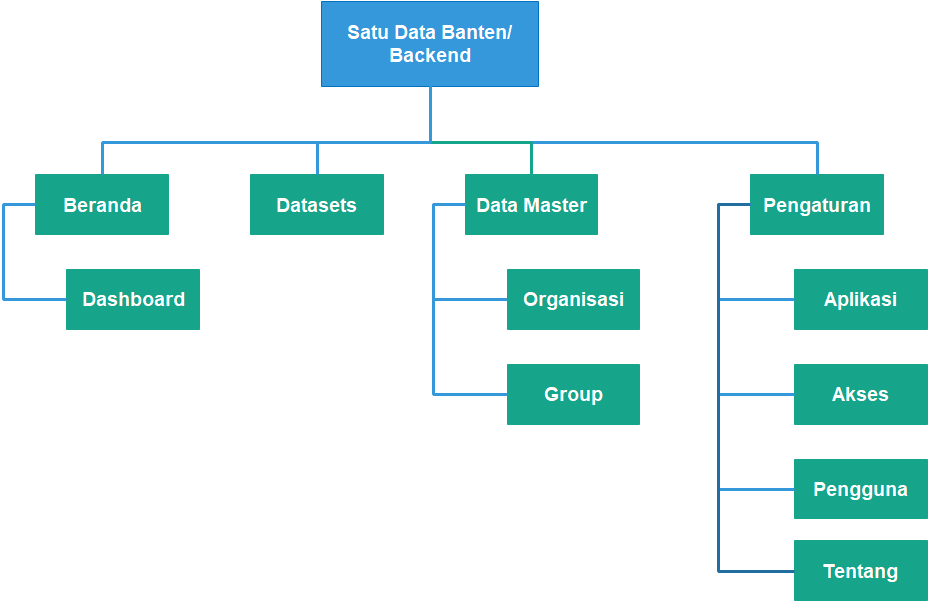 Satu Data Banten/
Backend
Beranda
Datasets
Data Master
Pengaturan
Dashboard
Organisasi
Aplikasi
Group
Akses
Pengguna
Tentang